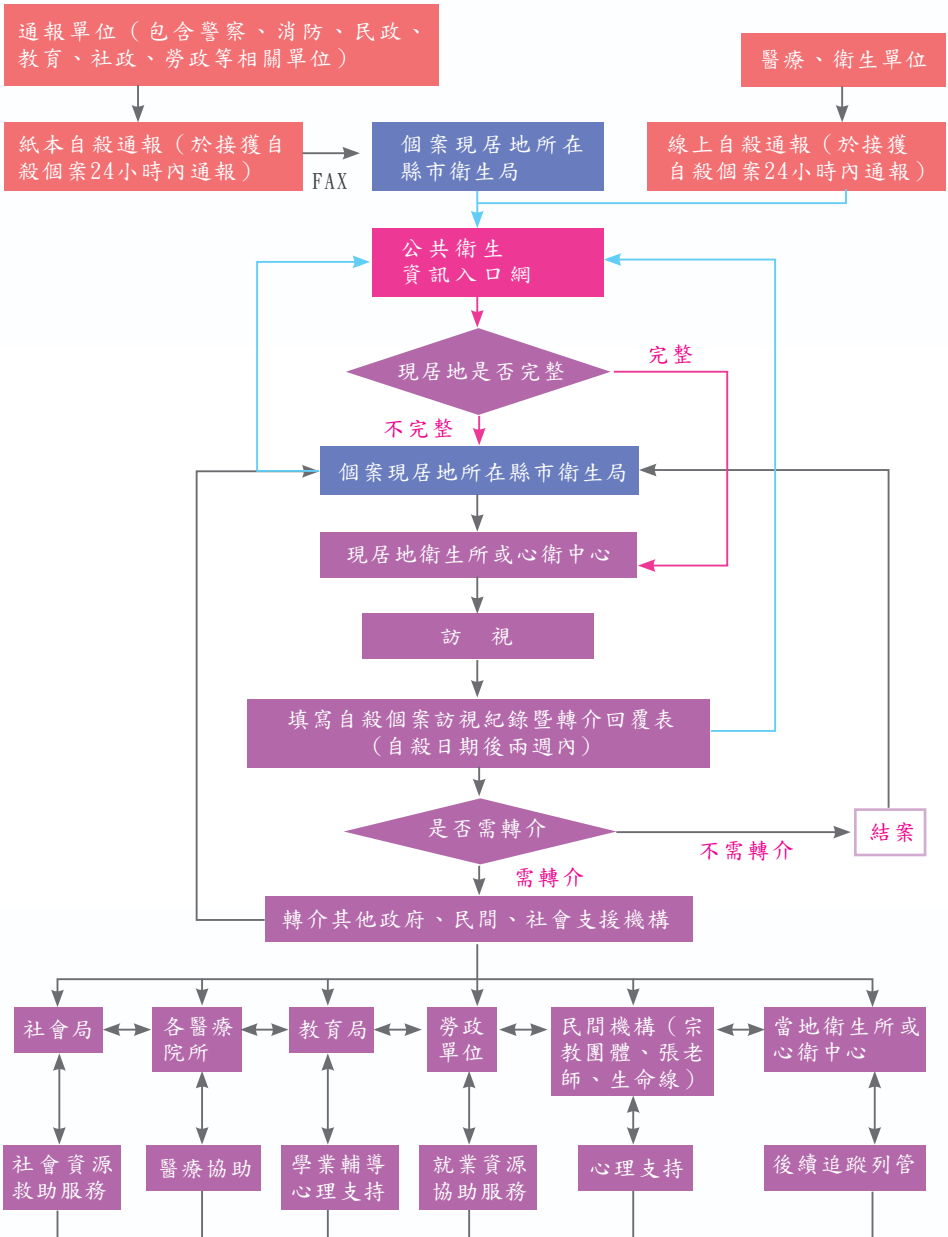 通報單位（包含警察、消防、民政、
教育、社政、勞政等相關單位）
醫療、衛生單位
紙本自殺通報（於接獲自
殺個案24小時內通報）
FAX
個案現居地所在
縣市衛生局
線上自殺通報（於接獲
自殺個案24小時內通報）
公共衛生
資訊入口網
現居地是否完整
完整
不完整
個案現居地所在縣市衛生局
現居地衛生所或心衛中心
訪 視
填寫自殺個案訪視紀錄暨轉介回覆表
（自殺日期後兩週內）
是否需轉介
不需轉介
結案
需轉介
轉介其他政府、民間、社會支援機構
社會局
各醫療
院所
教育局
勞政
單位
民間機構（宗
教團體、張老
師、生命線）
當地衛生所或
心衛中心
社會資源
救助服務
醫療協助
學業輔導
心理支持
就業資源
協助服務
心理支持
後續追蹤列管